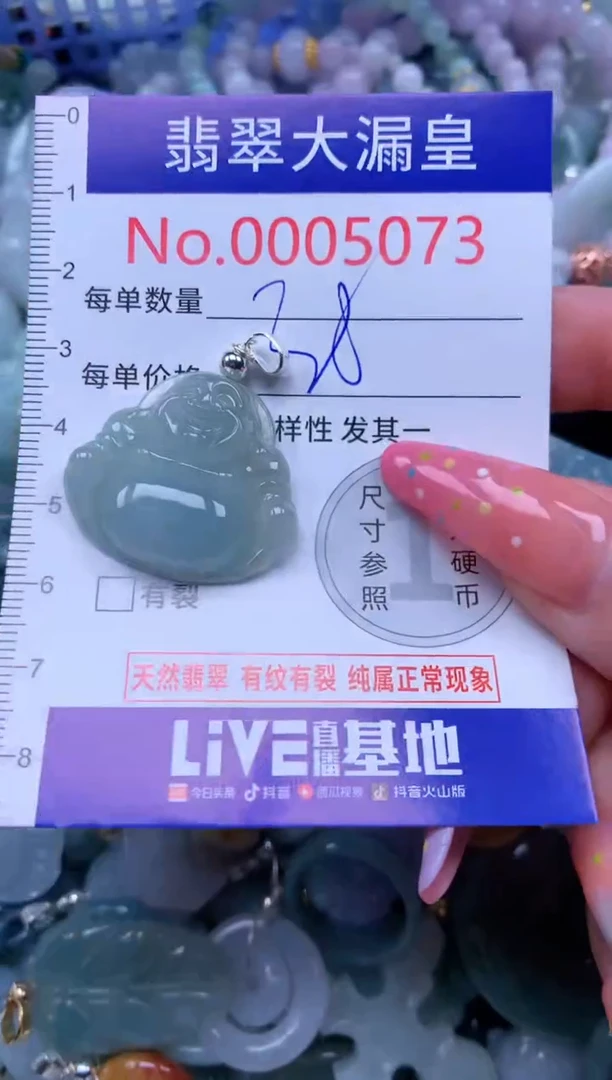 翡翠大漏皇
No.0005073
每单数量
38
每单价格
样性 发其一
尺寸参照
硬币
1
有裂
天然翡翠 有纹有裂 纯属正常现象
LiVE直播基地
今日头条 抖音 西瓜视频 抖音火山版
0
1
2
3
4
5
6
7
8